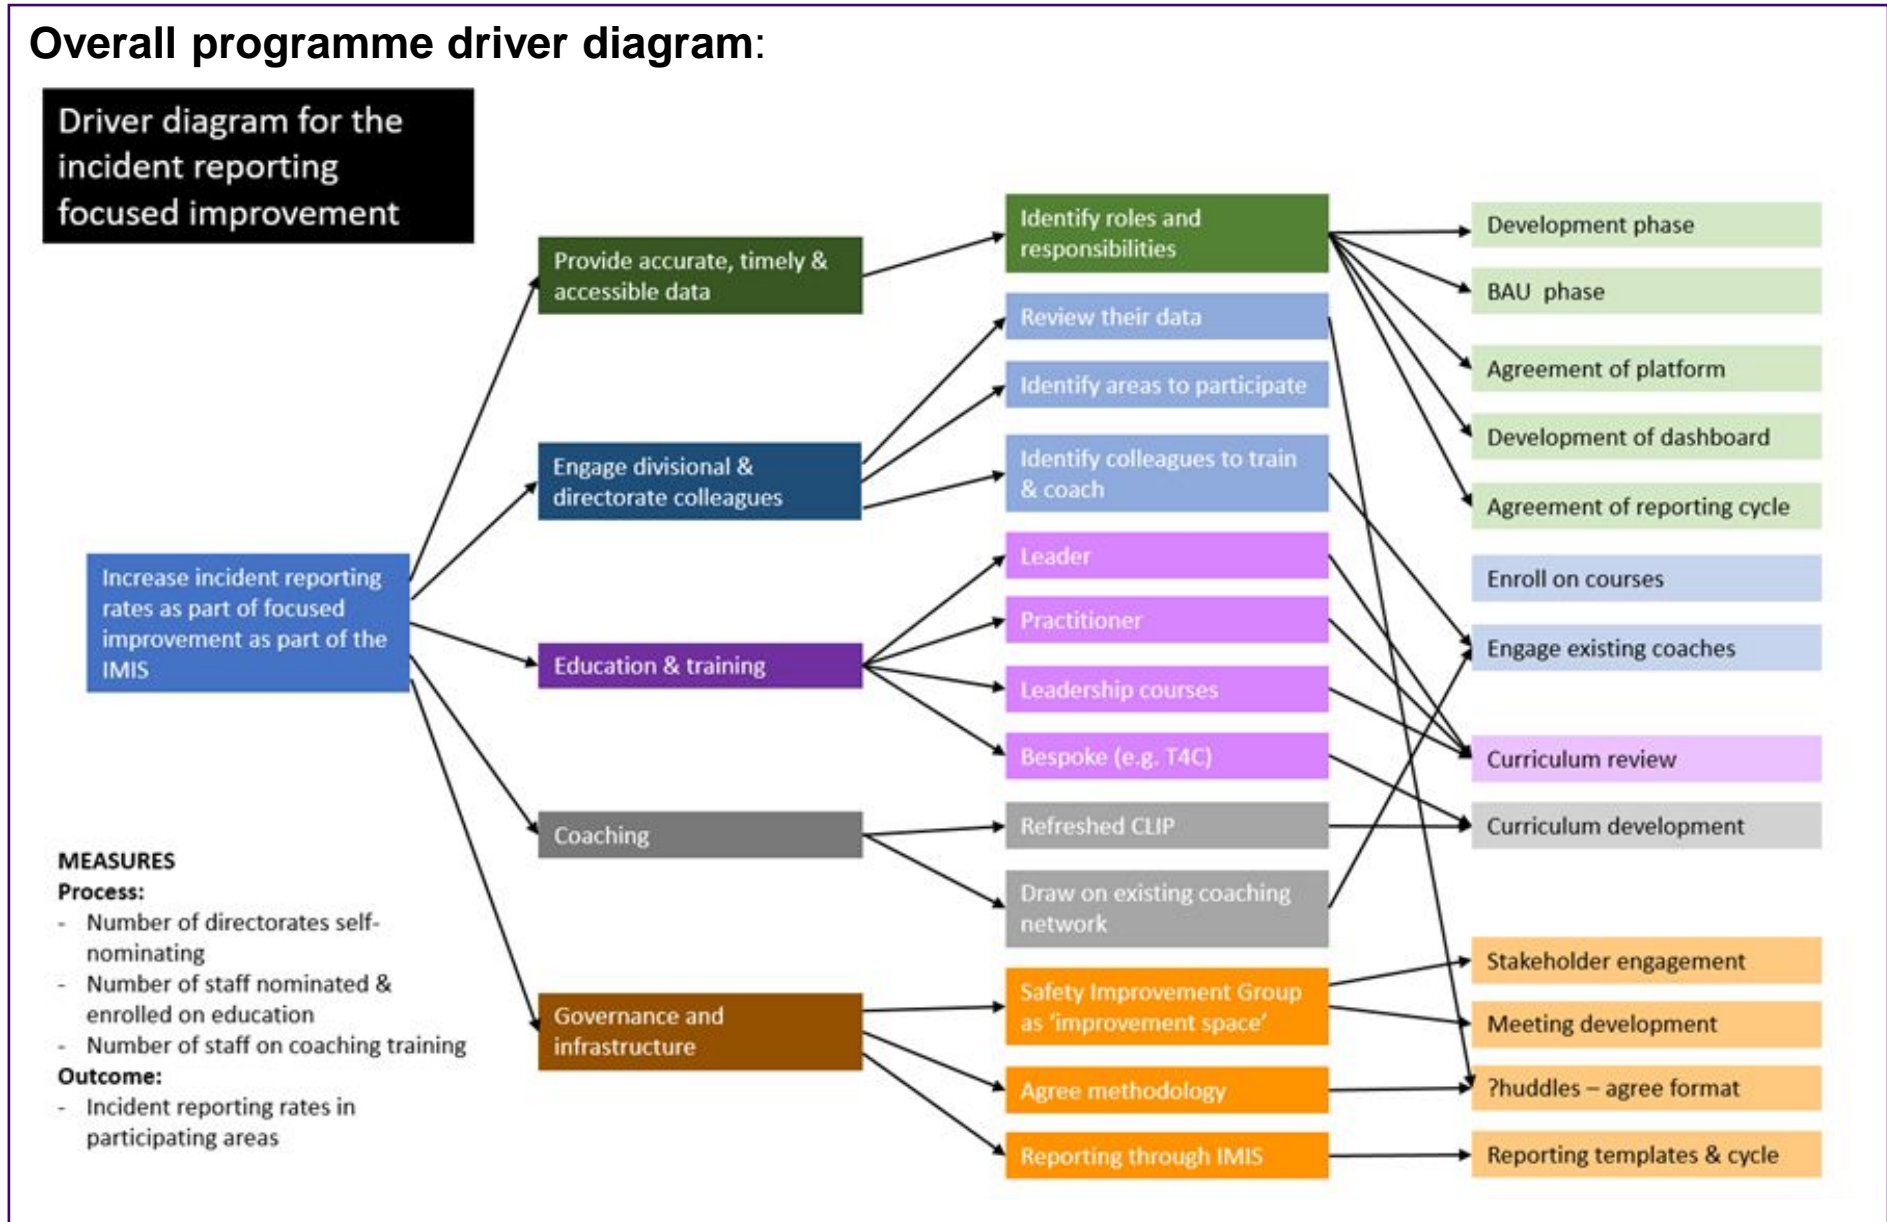 Overall programme driver diagram:
Driver diagram for the
incident reporting
focused improvement
Increase incident reporting
rates as part of focused
improvement as part of the
IMIS
Provide accurate, timely &
accessible data
Engage divisional &
directorate colleagues
Education & training
Coaching
Governance and
infrastructure
Identify roles and
responsibilities
Review their data
Identify areas to participate
Identify colleagues to train
& coach
Leader
Practitioner
Leadership courses
Bespoke (e.g. T4C)
Refreshed CLIP
Draw on existing coaching
network
Safety Improvement Group
as ‘improvement space’
Agree methodology
Reporting through IMIS
Development phase
BAU  phase
Agreement of platform
Development of dashboard
Agreement of reporting cycle
Enroll on courses
Engage existing coaches
Curriculum review
Curriculum development
Stakeholder engagement
Meeting development
?huddles – agree format
Reporting templates & cycle
MEASURES
Process:
- Number of directorates self-
nominating
- Number of staff nominated &
enrolled on education
- Number of staff on coaching training
Outcome:
- Incident reporting rates in
participating areas